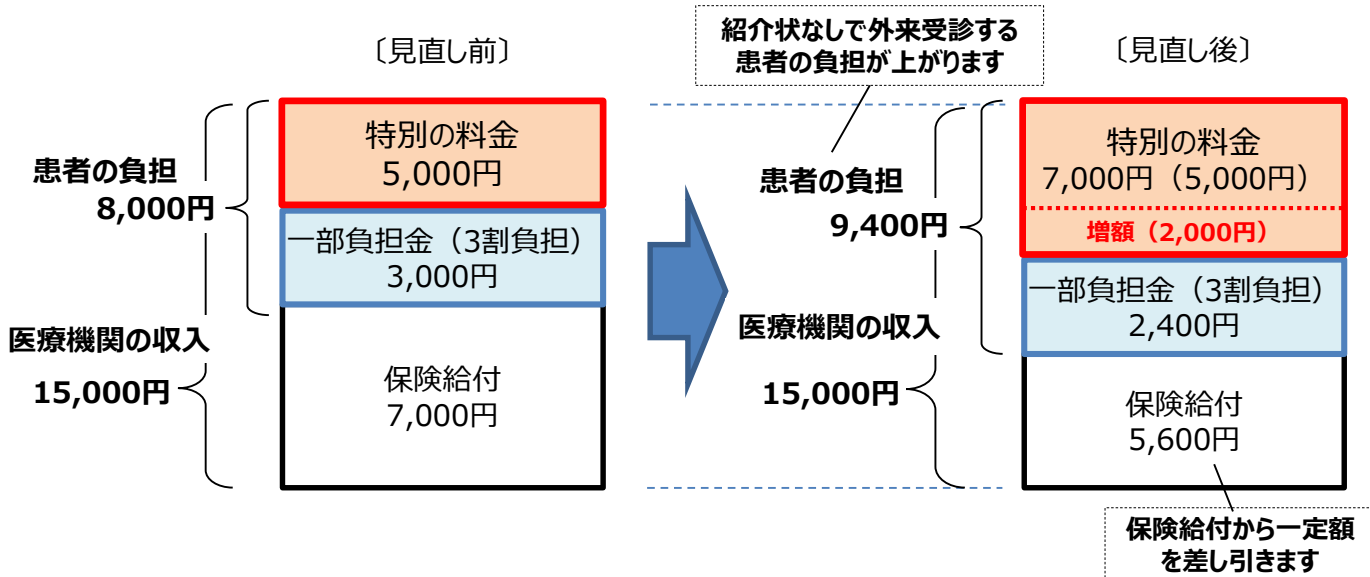 〔見直し前〕
特別の料金
5,000円
患者の負担
8,000円
一部負担金（3割負担）
3,000円
医療機関の収入
15,000円
保険給付
7,000円
紹介状なしで外来受診する
患者の負担が上がります
〔見直し後〕
特別の料金
7,000円（5,000円）
増額（2,000円）
患者の負担
9,400円
一部負担金（3割負担）
2,400円
医療機関の収入
15,000円
保険給付
5,600円
保険給付から一定額
を差し引きます